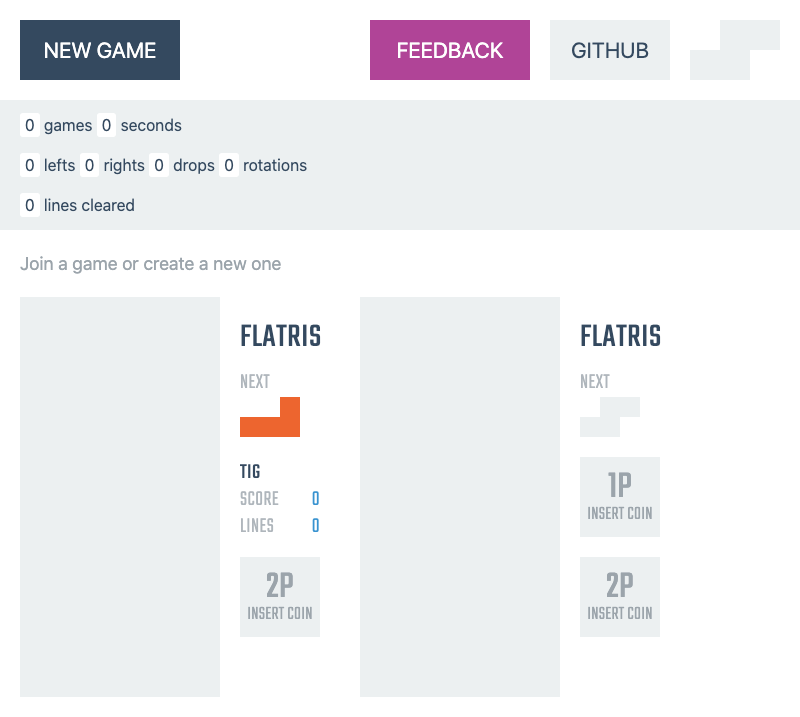 NEW GAME
FEEDBACK
GITHUB
0 games 0 seconds
0 lefts 0 rights 0 drops 0 rotations
0 lines cleared
Join a game or create a new one
FLATRIS
NEXT
TIG
SCORE 0
LINES 0
2P
INSERT COIN
FLATRIS
NEXT
1P
INSERT COIN
2P
INSERT COIN